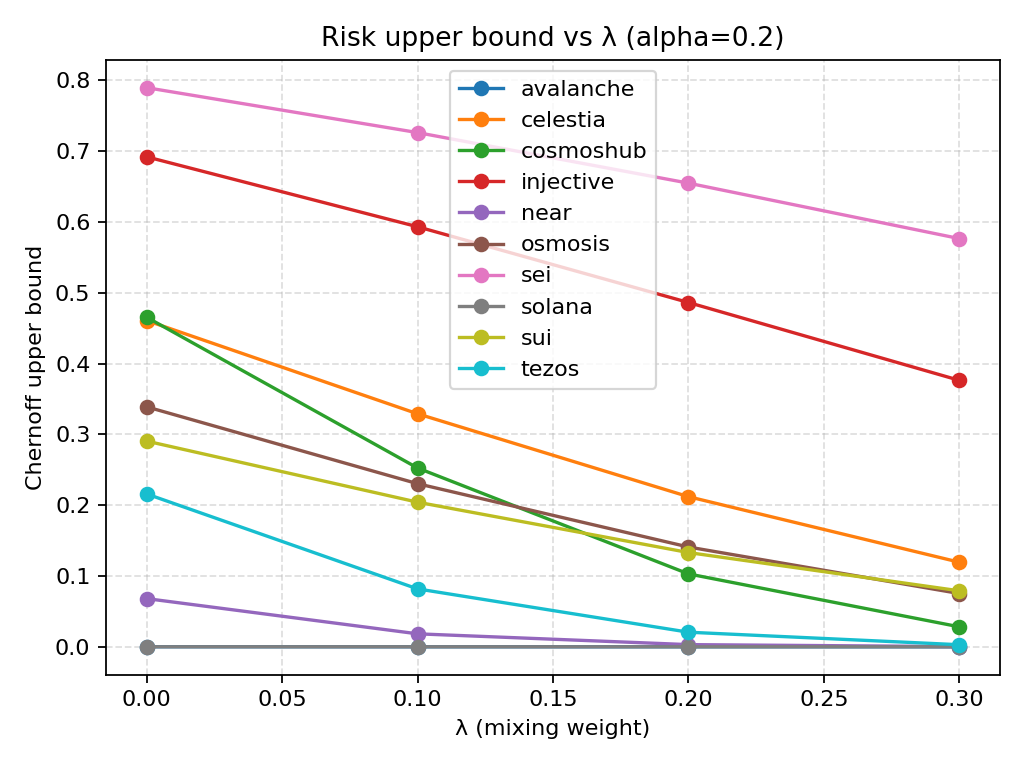 Risk upper bound vs λ (alpha=0.2)
Chernoff upper bound
0.8
0.7
0.6
0.5
0.4
0.3
0.2
0.1
0.0
avalanche
celestia
cosmoshub
injective
near
osmosis
sei
solana
sui
tezos
0.00 0.05 0.10 0.15 0.20 0.25 0.30
λ (mixing weight)